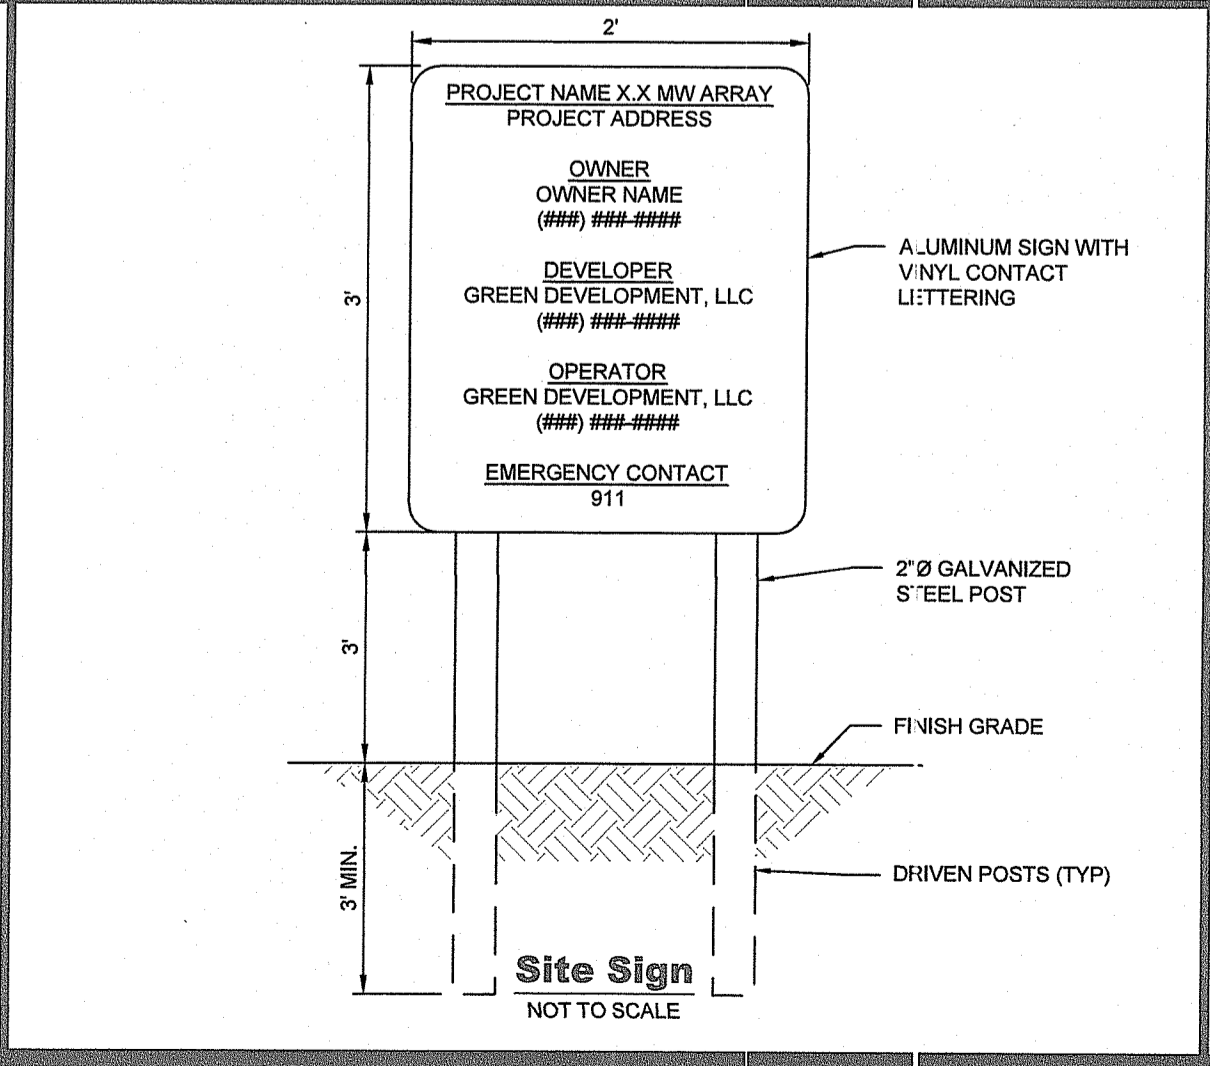 2'
PROJECT NAME X.X MW ARRAY
PROJECT ADDRESS
OWNER
OWNER NAME
(###) ###-####
DEVELOPER
GREEN DEVELOPMENT, LLC
(###) ###-####
OPERATOR
GREEN DEVELOPMENT, LLC
(###) ###-####
EMERGENCY CONTACT
911
3'
ALUMINUM SIGN WITH
VINYL CONTACT
LETTERING
3'
2"Ø GALVANIZED
STEEL POST
FINISH GRADE
3' MIN.
DRIVEN POSTS (TYP)
Site Sign
NOT TO SCALE